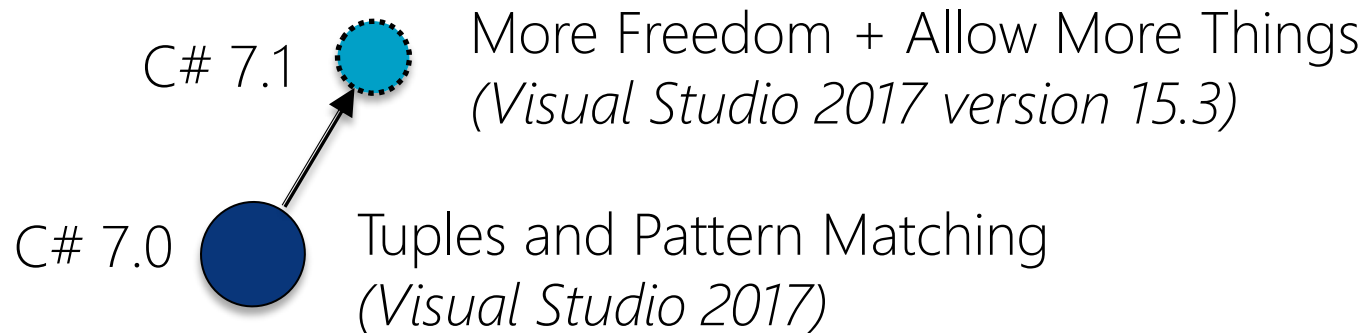 C# 7.1
More Freedom + Allow More Things
(Visual Studio 2017 version 15.3)
C# 7.0
Tuples and Pattern Matching
(Visual Studio 2017)